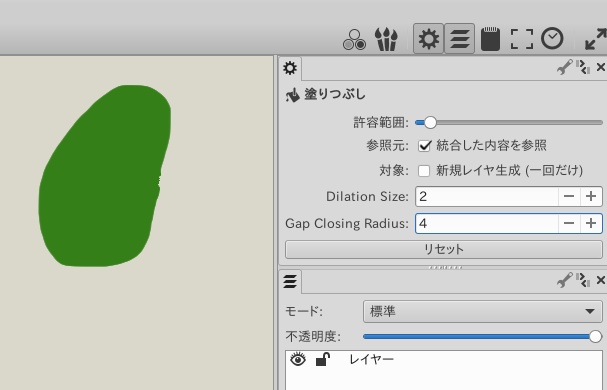 塗りつぶし
許容範囲:
参照元: 統合した内容を参照
対象: 新規レイヤ生成 (一回だけ)
Dilation Size: 2
Gap Closing Radius: 4
リセット
モード: 標準
不透明度:
レイヤー